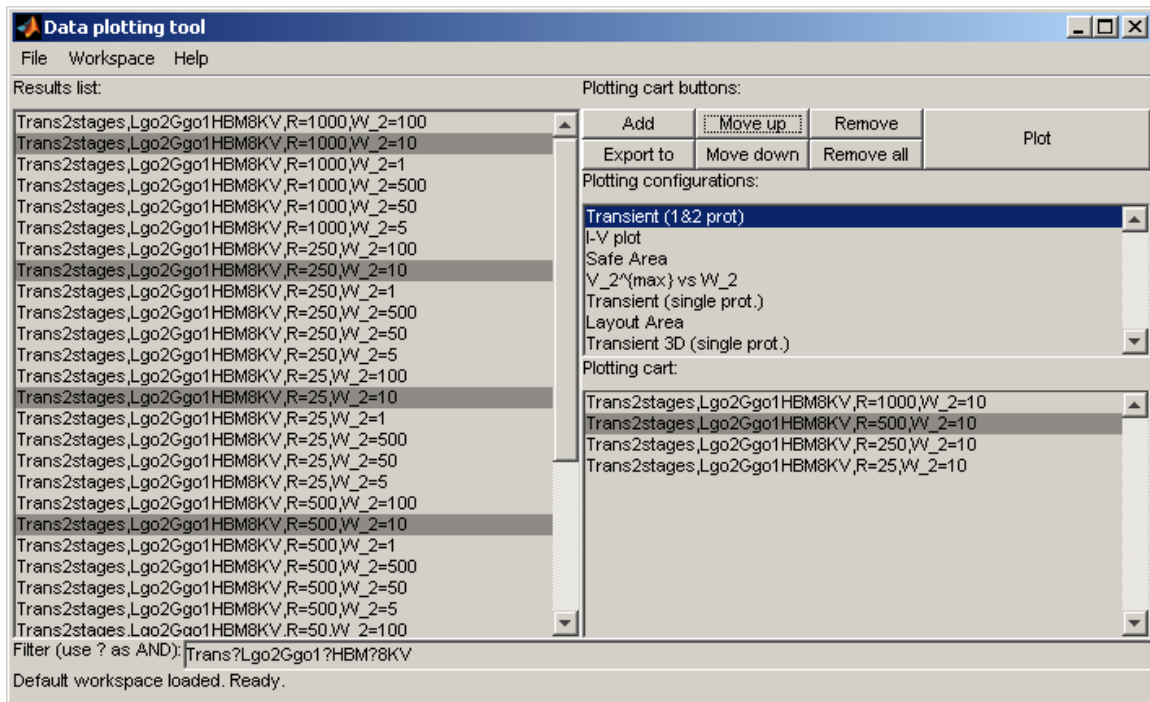 Data plotting tool
File Workspace Help
Results list:
Trans2stages,Lgo2Ggo1HBM8KV,R=1000,W_2=100
Trans2stages,Lgo2Ggo1HBM8KV,R=1000,W_2=10
Trans2stages,Lgo2Ggo1HBM8KV,R=1000,W_2=1
Trans2stages,Lgo2Ggo1HBM8KV,R=1000,W_2=500
Trans2stages,Lgo2Ggo1HBM8KV,R=1000,W_2=50
Trans2stages,Lgo2Ggo1HBM8KV,R=1000,W_2=5
Trans2stages,Lgo2Ggo1HBM8KV,R=250,W_2=100
Trans2stages,Lgo2Ggo1HBM8KV,R=250,W_2=10
Trans2stages,Lgo2Ggo1HBM8KV,R=250,W_2=1
Trans2stages,Lgo2Ggo1HBM8KV,R=250,W_2=500
Trans2stages,Lgo2Ggo1HBM8KV,R=250,W_2=50
Trans2stages,Lgo2Ggo1HBM8KV,R=250,W_2=5
Trans2stages,Lgo2Ggo1HBM8KV,R=25,W_2=100
Trans2stages,Lgo2Ggo1HBM8KV,R=25,W_2=10
Trans2stages,Lgo2Ggo1HBM8KV,R=25,W_2=1
Trans2stages,Lgo2Ggo1HBM8KV,R=25,W_2=500
Trans2stages,Lgo2Ggo1HBM8KV,R=25,W_2=50
Trans2stages,Lgo2Ggo1HBM8KV,R=25,W_2=5
Trans2stages,Lgo2Ggo1HBM8KV,R=500,W_2=100
Trans2stages,Lgo2Ggo1HBM8KV,R=500,W_2=10
Trans2stages,Lgo2Ggo1HBM8KV,R=500,W_2=1
Trans2stages,Lgo2Ggo1HBM8KV,R=500,W_2=500
Trans2stages,Lgo2Ggo1HBM8KV,R=500,W_2=50
Trans2stages,Lgo2Ggo1HBM8KV,R=500,W_2=5
Trans2stages,Lgo2Ggo1HBM8KV,R=50,W_2=100
Plotting cart buttons:
Add Move up Remove Plot
Export to Move down Remove all
Plotting configurations:
Transient (1&2 prot)
I-V plot
Safe Area
V_2^{max} vs W_2
Transient (single prot.)
Layout Area
Transient 3D (single prot.)
Plotting cart:
Trans2stages,Lgo2Ggo1HBM8KV,R=1000,W_2=10
Trans2stages,Lgo2Ggo1HBM8KV,R=500,W_2=10
Trans2stages,Lgo2Ggo1HBM8KV,R=250,W_2=10
Trans2stages,Lgo2Ggo1HBM8KV,R=25,W_2=10
Filter (use ? as AND): Trans?Lgo2Ggo1?HBM?8KV
Default workspace loaded. Ready.